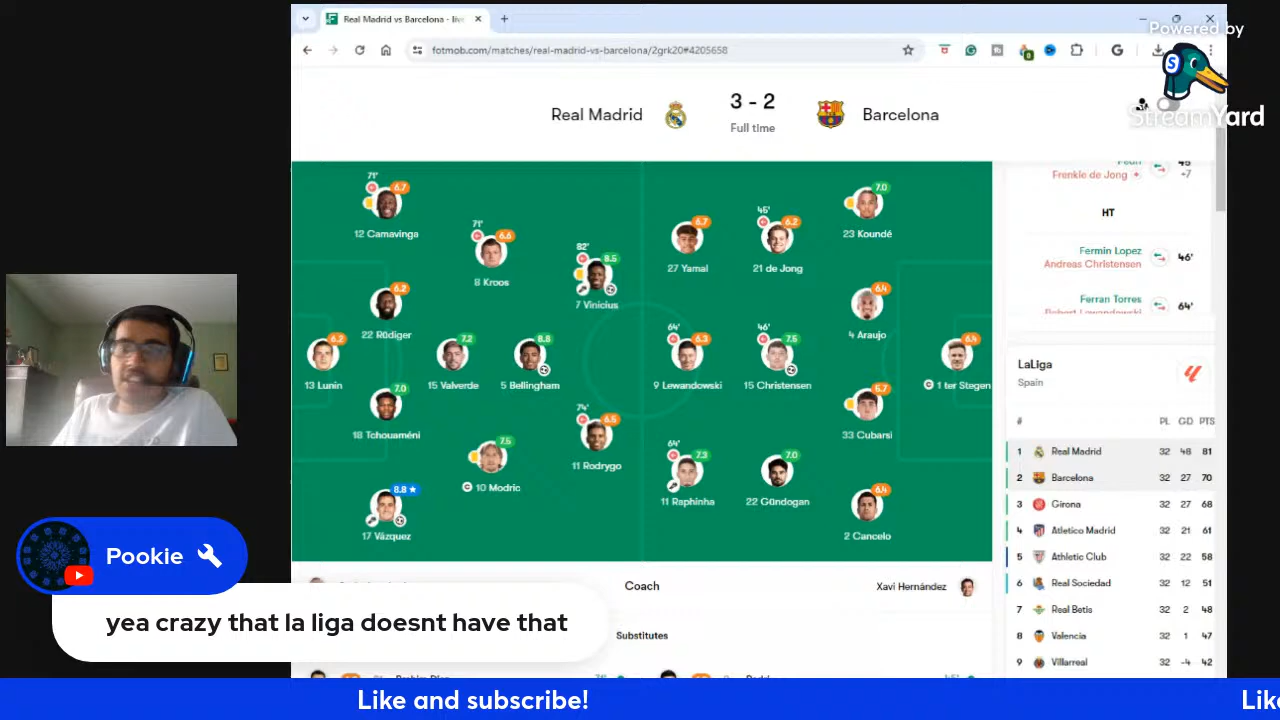 Real Madrid vs Barcelona - live
fotmob.com/matches/real-madrid-vs-barcelona/2grk20#4205658
Powered by
StreamYard
Real Madrid
3 - 2
Full time
Barcelona
71'
6.7
12 Camavinga
71'
6.6
8 Kroos
82'
8.5
7 Vinicius
6.2
22 Rüdiger
6.2
13 Lunin
7.2
15 Valverde
8.8
5 Bellingham
7.0
18 Tchouaméni
74'
6.5
11 Rodrygo
7.5
10 Modric
8.8
17 Vázquez
6.7
27 Yamal
45'
6.2
21 de Jong
7.0
23 Koundé
6.4
4 Araujo
64'
6.3
9 Lewandowski
46'
7.5
15 Christensen
6.4
1 ter Stegen
5.7
33 Cubarsí
64'
7.3
11 Raphinha
7.0
22 Gündogan
6.4
2 Cancelo
Coach
Xavi Hernández
Substitutes
Frenkie de Jong
45
+7
HT
Fermin Lopez
Andreas Christensen
46'
Ferran Torres
64'
LaLiga
Spain
# PL GD PTS
1 Real Madrid 32 48 81
2 Barcelona 32 27 70
3 Girona 32 27 68
4 Atletico Madrid 32 21 61
5 Athletic Club 32 22 58
6 Real Sociedad 32 12 51
7 Real Betis 32 2 48
8 Valencia 32 1 47
9 Villarreal 32 -4 42
Pookie
yea crazy that la liga doesnt have that
Like and subscribe!
Lik